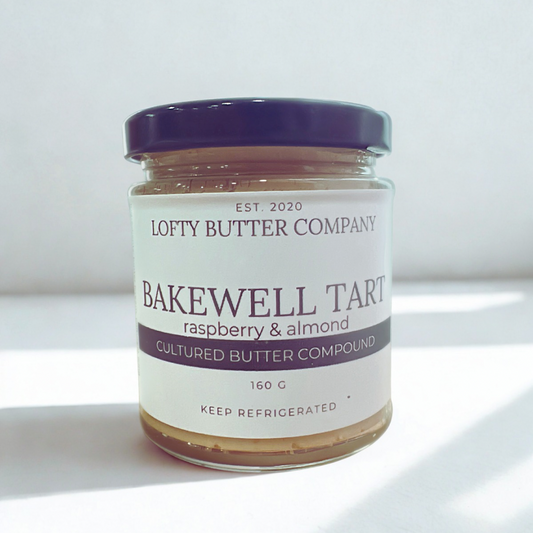 EST. 2020
LOFTY BUTTER COMPANY
BAKEWELL TART
raspberry & almond
CULTURED BUTTER COMPOUND
160 G
KEEP REFRIGERATED